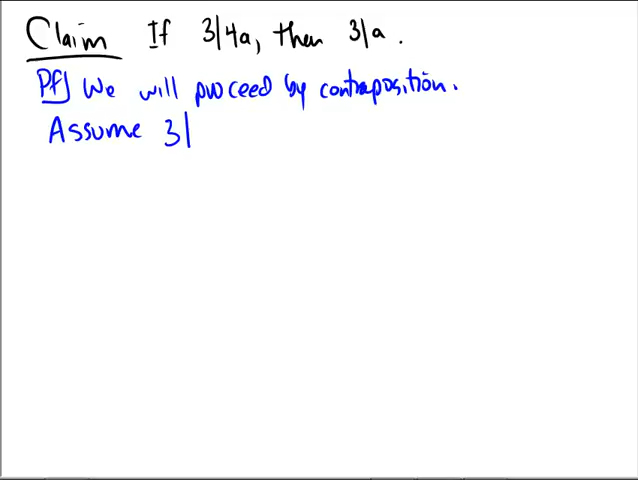 Claim If 3|4a, then 3|a.
Pf] We will proceed by contraposition.
Assume 3|